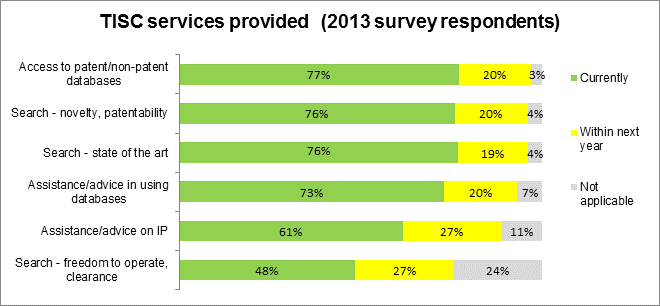 TISC services provided (2013 survey respondents)
Access to patent/non-patent
databases
77% 20% 3%
Currently
Search - novelty, patentability
76% 20% 4%
Within next
year
Search - state of the art
76% 19% 4%
Assistance/advice in using
databases
73% 20% 7%
Not
applicable
Assistance/advice on IP
61% 27% 11%
Search - freedom to operate,
clearance
48% 27% 24%